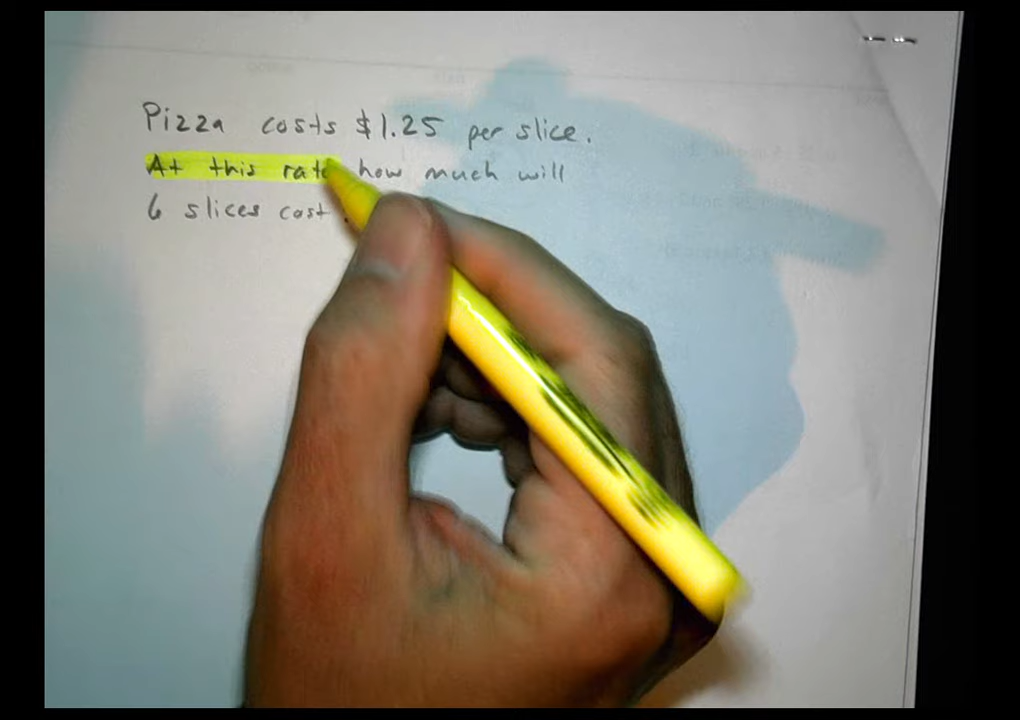 Pizza costs $1.25 per slice.
At this rate how much will
6 slices cost